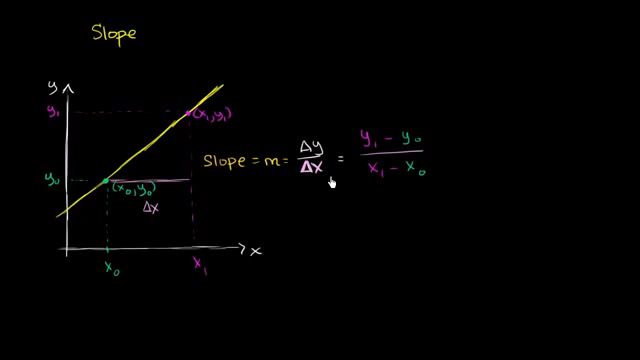 Slope
y
y₁
(x₁,y₁)
Slope = m = Δy/Δx = y₁ - y₀/x₁ - x₀
y₀
(x₀,y₀)
Δx
x
x₀
x₁